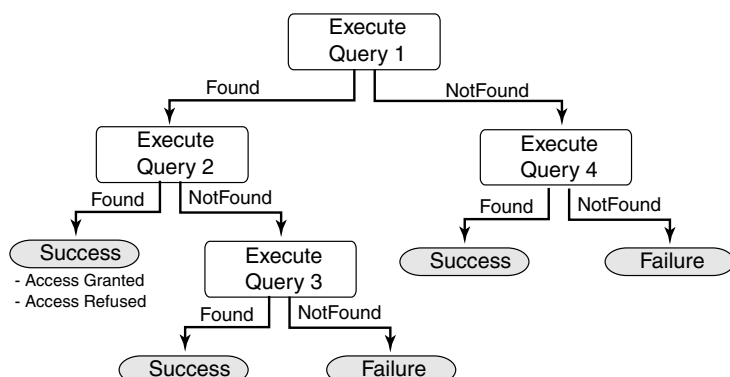 Execute
Query 1
Found
NotFound
Execute
Query 2
Execute
Query 4
Found
NotFound
Found
NotFound
Success
- Access Granted
- Access Refused
Execute
Query 3
Success
Failure
Found
NotFound
Success
Failure